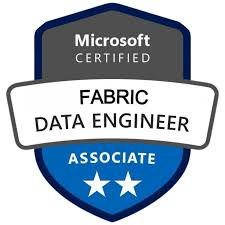 Microsoft
CERTIFIED
FABRIC
DATA ENGINEER
ASSOCIATE